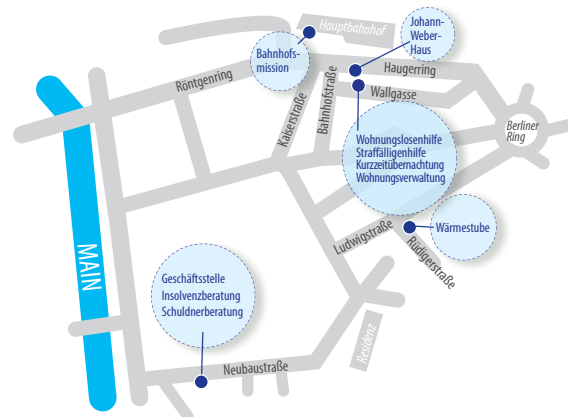 Hauptbahnhof
Johann-
Weber-
Haus
Bahnhofs-
mission
Haugerring
Röntgenring
Wallgasse
Kaiserstraße
Bahnhofstraße
Berliner
Ring
Wohnungslosenhilfe
Straffälligenhilfe
Kurzzeitübernachtung
Wohnungsverwaltung
Wärmestube
Ludwigstraße
Rüdigerstraße
MAIN
Geschäftsstelle
Insolvenzberatung
Schuldnerberatung
Residenz
Neubaustraße